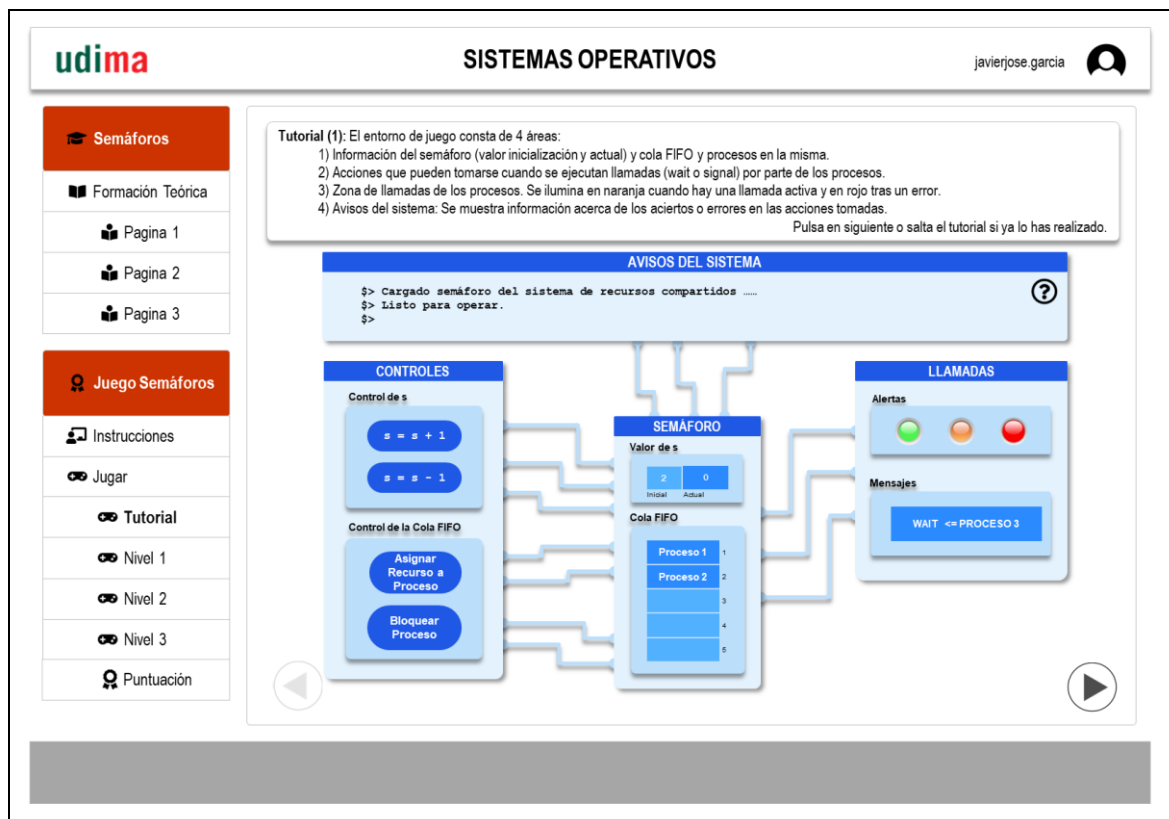 udima
SISTEMAS OPERATIVOS
javierjose.garcia
Semáforos
Formación Teórica
Pagina 1
Pagina 2
Pagina 3
Juego Semáforos
Instrucciones
Jugar
Tutorial
Nivel 1
Nivel 2
Nivel 3
Puntuación
Tutorial (1): El entorno de juego consta de 4 áreas:
1) Información del semáforo (valor inicialización y actual) y cola FIFO y procesos en la misma.
2) Acciones que pueden tomarse cuando se ejecutan llamadas (wait o signal) por parte de los procesos.
3) Zona de llamadas de los procesos. Se ilumina en naranja cuando hay una llamada activa y en rojo tras un error.
4) Avisos del sistema: Se muestra información acerca de los aciertos o errores en las acciones tomadas.
Pulsa en siguiente o salta el tutorial si ya lo has realizado.
AVISOS DEL SISTEMA
$> Cargado semáforo del sistema de recursos compartidos ……
$> Listo para operar.
$>
?
CONTROLES
Control de s
s = s + 1
s = s - 1
Control de la Cola FIFO
Asignar
Recurso a
Proceso
Bloquear
Proceso
SEMÁFORO
Valor de s
2 0
Inicial Actual
Cola FIFO
Proceso 1 1
Proceso 2 2
3
4
5
LLAMADAS
Alertas
Mensajes
WAIT <= PROCESO 3